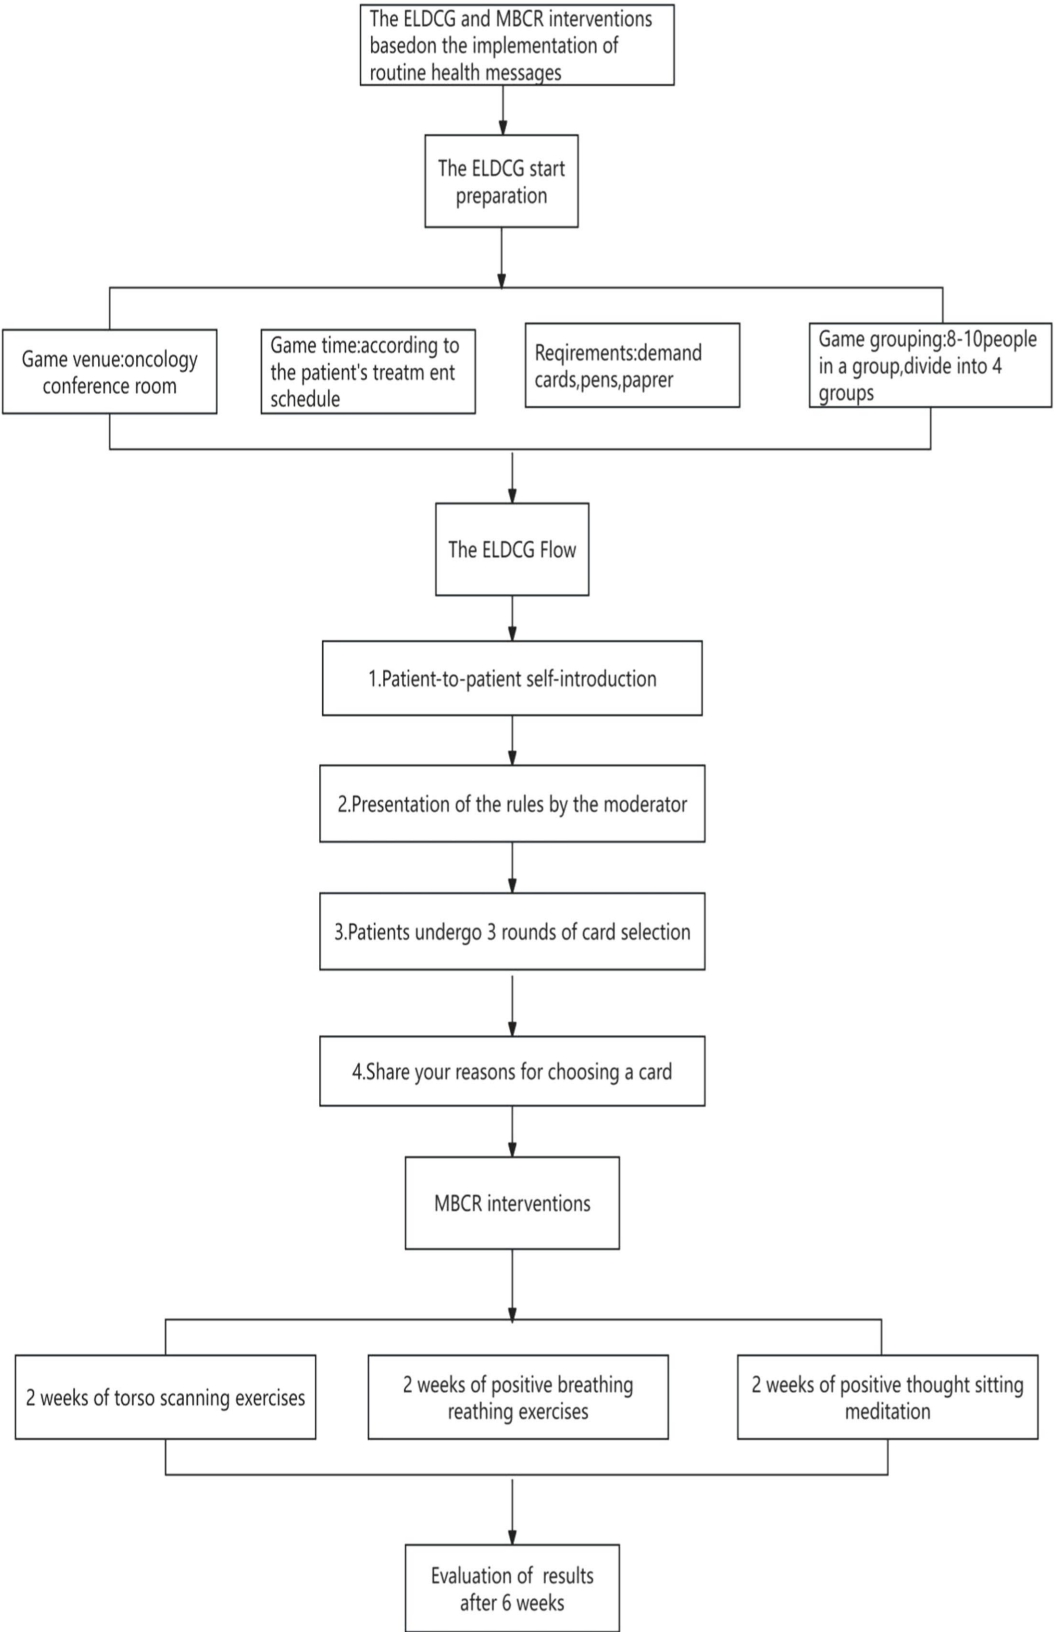 The ELDCG and MBCR interventions
basedon the implementation of
routine health messages
The ELDCG start
preparation
Game venue:oncology
conference room
Game time:according to
the patient's treatm ent
schedule
Reqirements:demand
cards,pens,paprer
Game grouping:8-10people
in a group,divide into 4
groups
The ELDCG Flow
1.Patient-to-patient self-introduction
2.Presentation of the rules by the moderator
3.Patients undergo 3 rounds of card selection
4.Share your reasons for choosing a card
MBCR interventions
2 weeks of torso scanning exercises
2 weeks of positive breathing
reathing exercises
2 weeks of positive thought sitting
meditation
Evaluation of  results
after 6 weeks